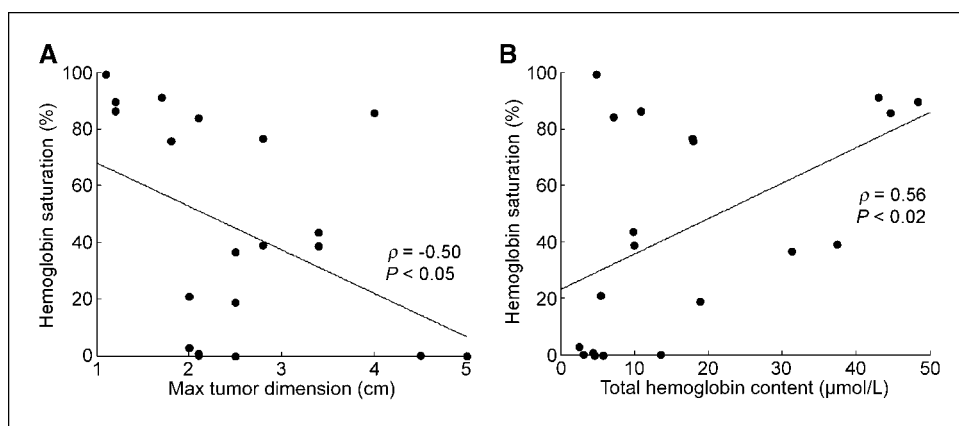 A
Hemoglobin saturation (%)
100
80
60
40
20
0
1
2
3
4
5
Max tumor dimension (cm)
ρ = -0.50
P < 0.05
B
Hemoglobin saturation (%)
100
80
60
40
20
0
0
10
20
30
40
50
Total hemoglobin content (μmol/L)
ρ = 0.56
P < 0.02